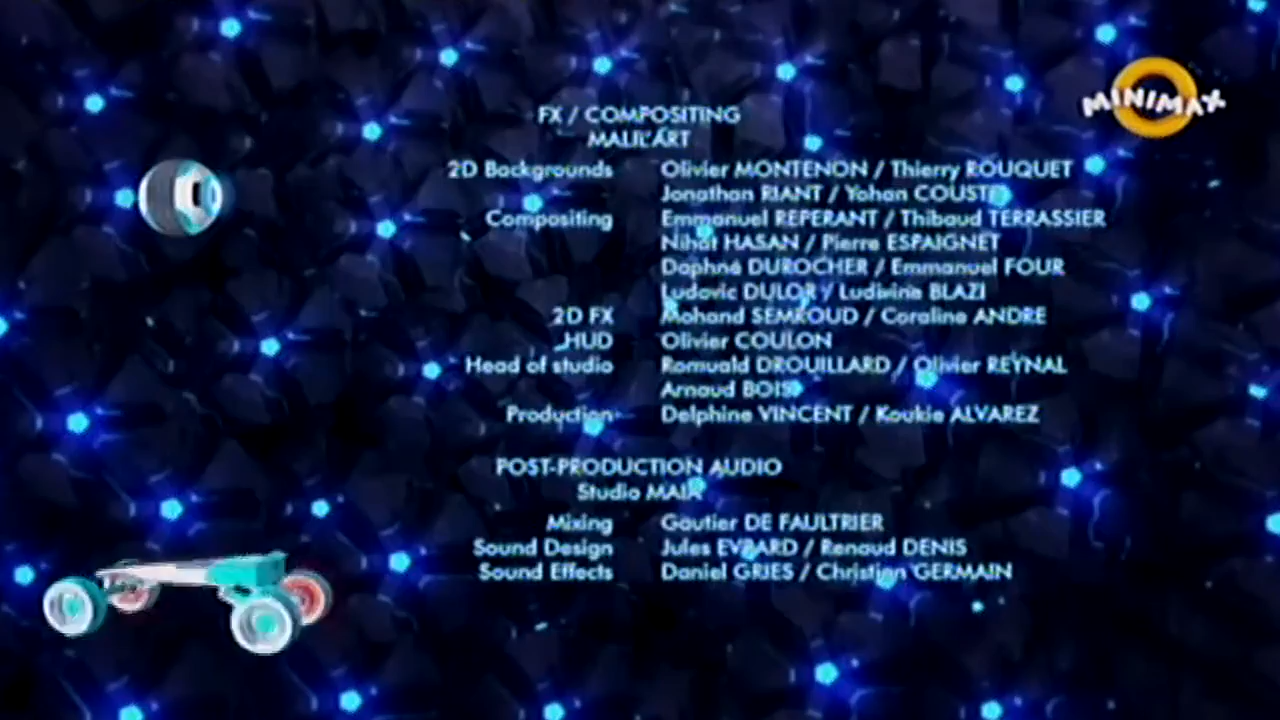 MINIMAX
FX / COMPOSITING
MALIL'ART
2D Backgrounds Olivier MONTENON / Thierry ROUQUET
Jonathan RIANT / Yohan COUSTE
Compositing Emmanuel REPERANT / Thibaud TERRASSIER
Nihat HASAN / Pierre ESPAIGNET
Daphné DUROCHER / Emmanuel FOUR
Ludovic DULOR / Ludivine BLAZI
2D FX Mohand SEMROUD / Coraline ANDRE
HUD Olivier COULON
Head of studio Romuald DROUILLARD / Olivier REYNAL
Arnaud BOIS
Production Delphine VINCENT / Koukie ALVAREZ
POST-PRODUCTION AUDIO
Studio MAIA
Mixing Gautier DE FAULTRIER
Sound Design Jules EVRARD / Renaud DENIS
Sound Effects Daniel GRIES / Christian GERMAIN